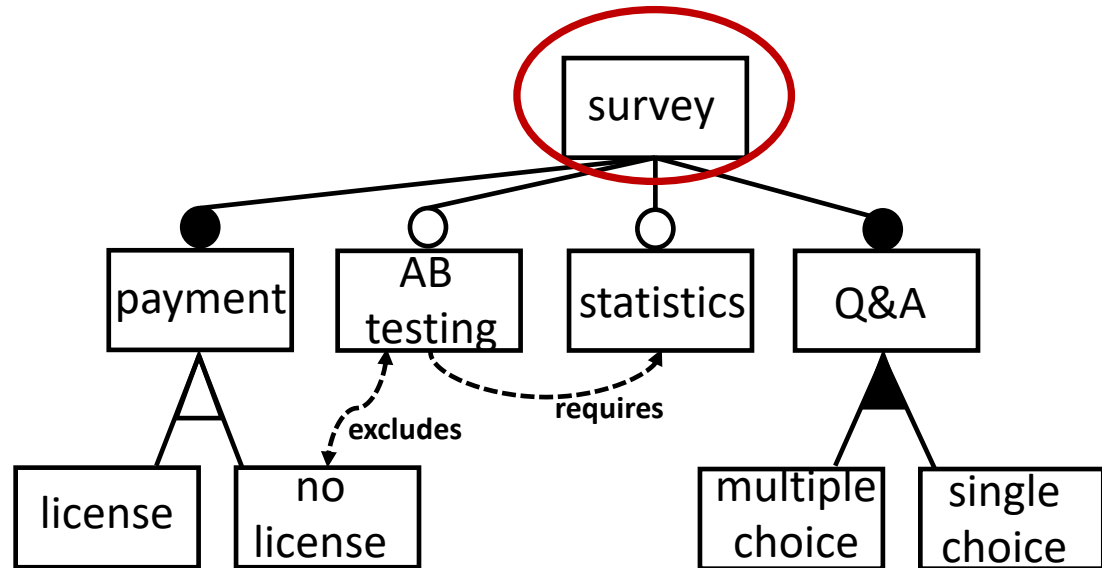 survey
payment
AB
testing
statistics
Q&A
excludes
requires
license
no
license
multiple
choice
single
choice